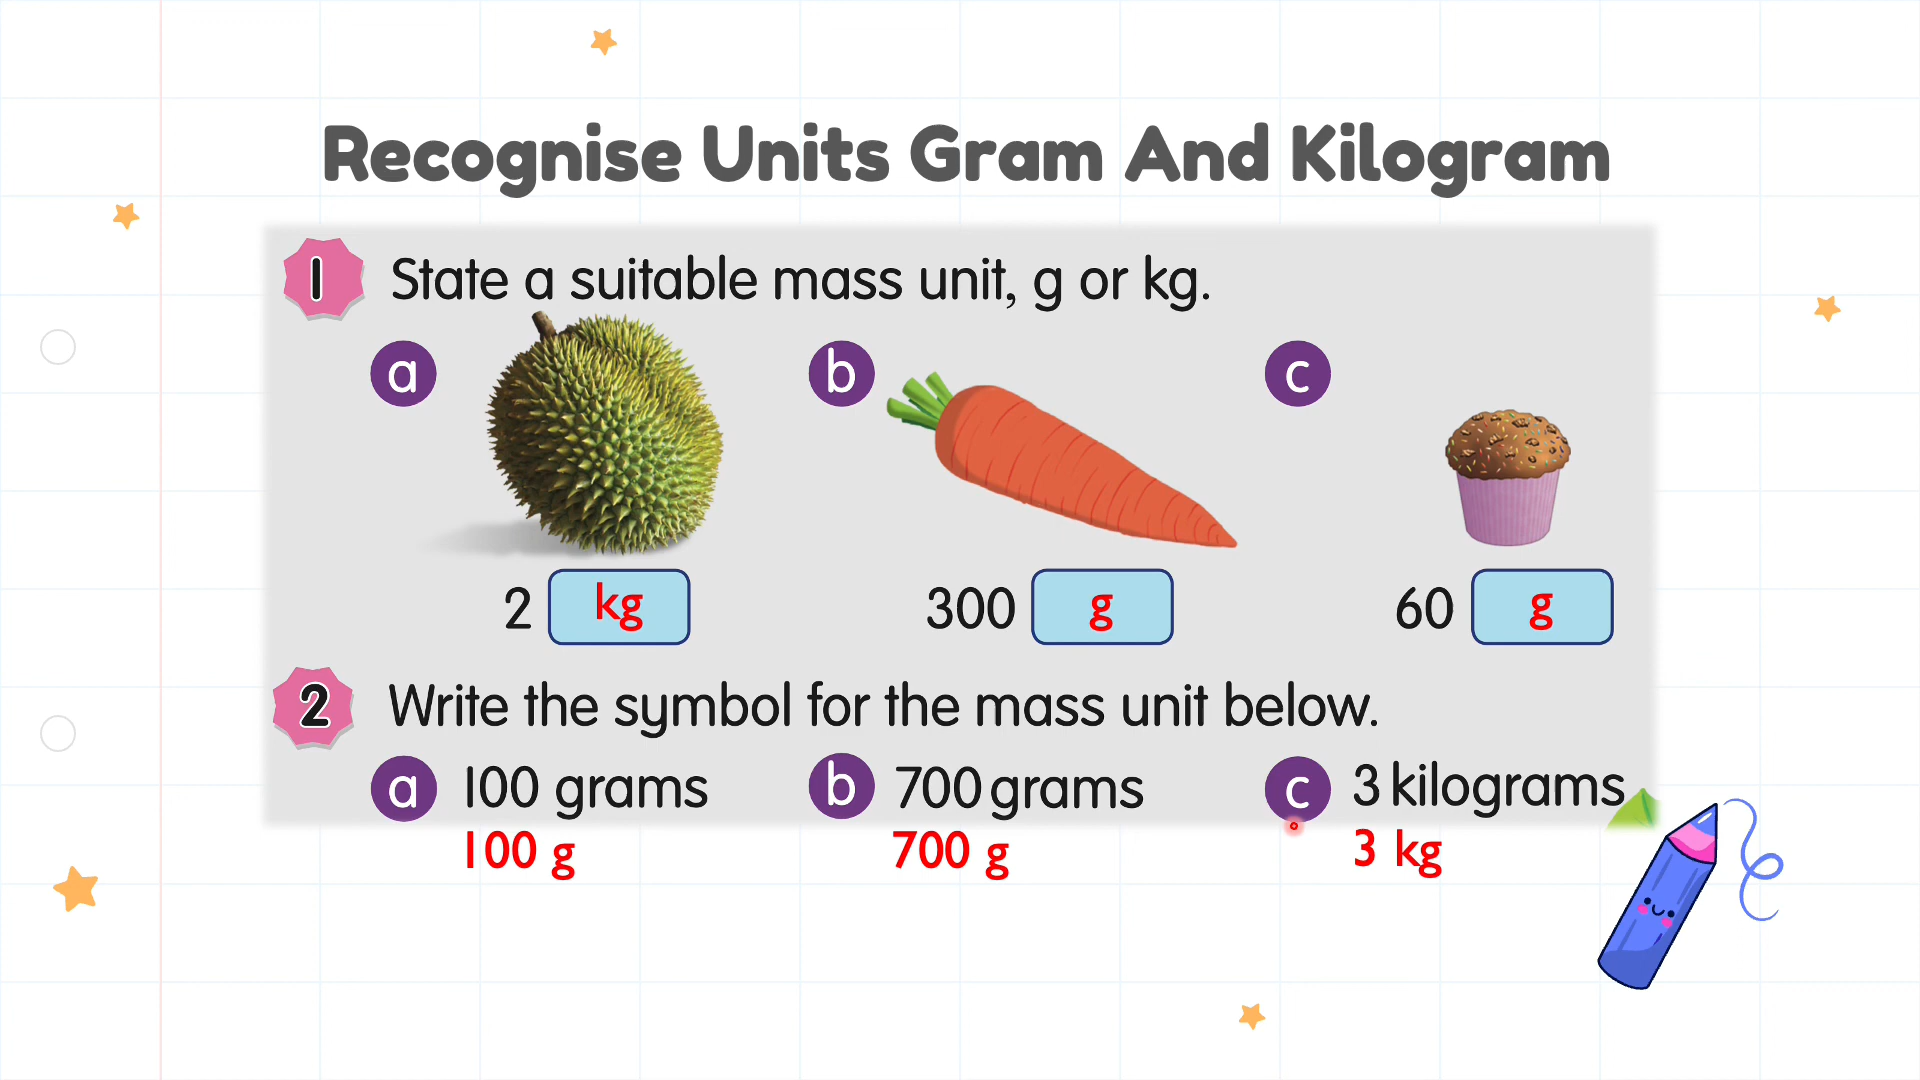 Recognise Units Gram And Kilogram
1 State a suitable mass unit, g or kg.
a b c
2 kg 300 g 60 g
2 Write the symbol for the mass unit below.
a 100 grams b 700 grams c 3 kilograms
100 g 700 g 3 kg